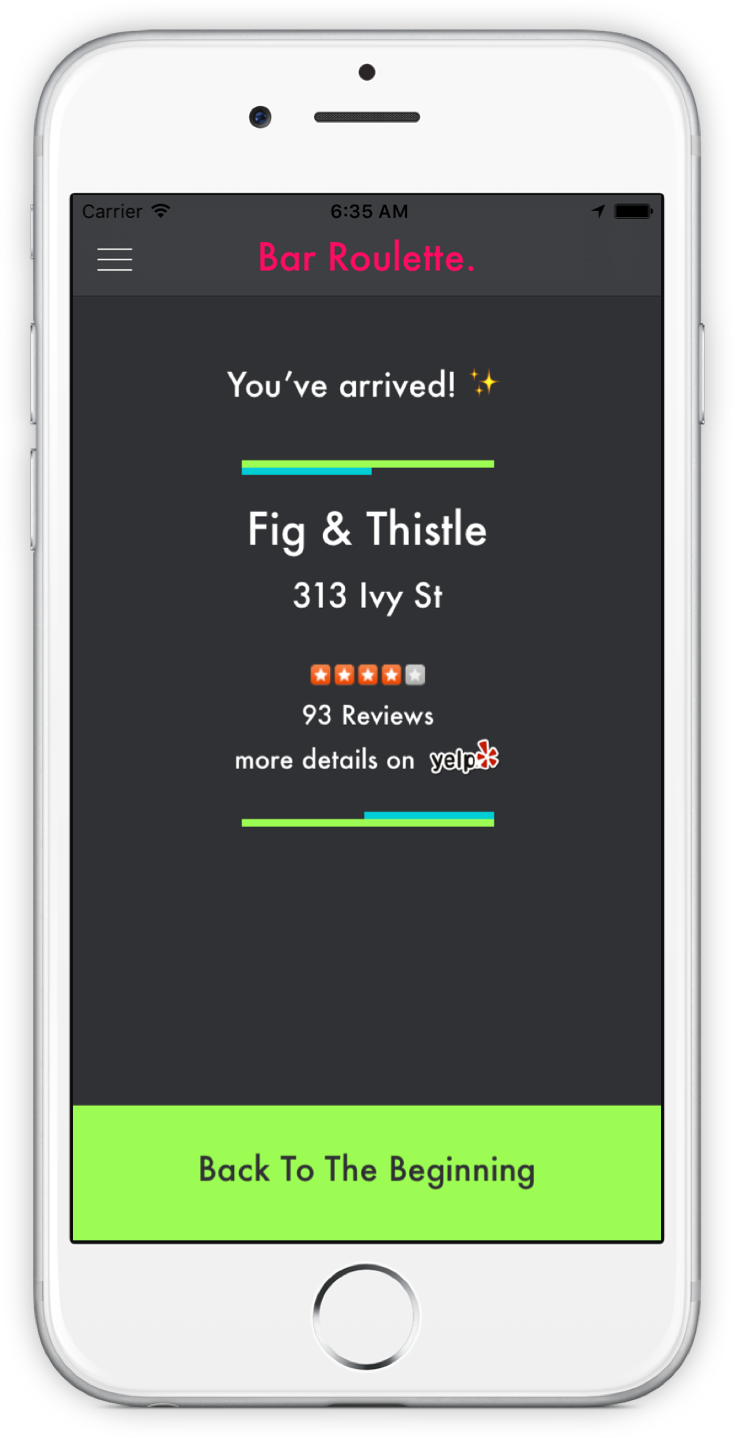 Carrier 6:35 AM
Bar Roulette.
You’ve arrived! ✨
Fig & Thistle
313 Ivy St
93 Reviews
more details on yelp
Back To The Beginning